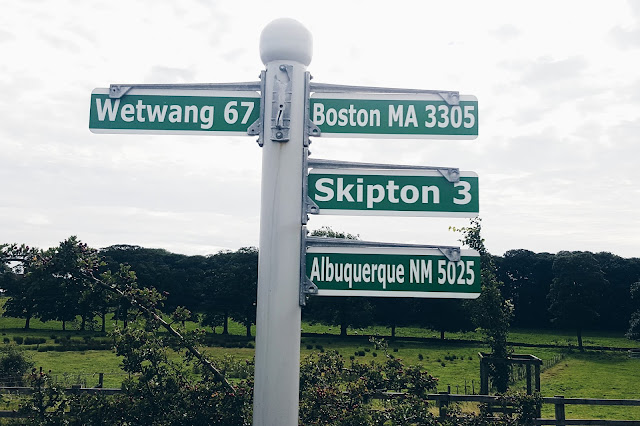 Wetwang 67
Boston MA 3305
Skipton 3
Albuquerque NM 5025